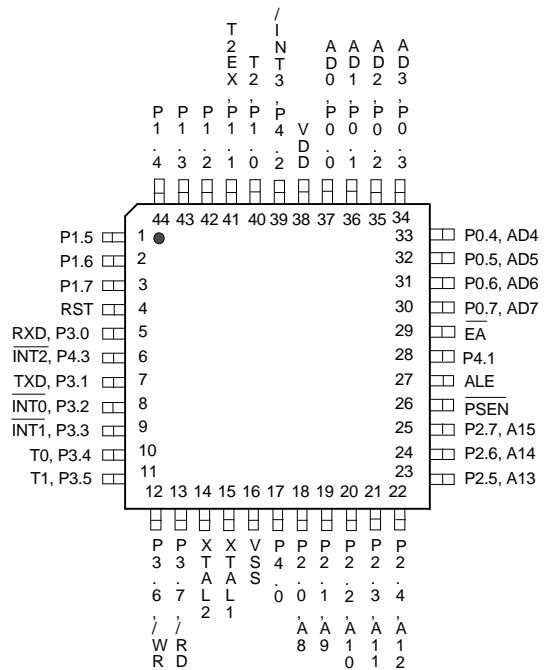 T2EX, P1.1
T2, P1.0
/INT3, P4.2
AD0, P0.0
AD1, P0.1
AD2, P0.2
AD3, P0.3
P1.4
P1.3
P1.2
VDD
44 43 42 41 40 39 38 37 36 35 34
P1.5 1
P1.6 2
P1.7 3
RST 4
RXD, P3.0 5
INT2, P4.3 6
TXD, P3.1 7
INT0, P3.2 8
INT1, P3.3 9
T0, P3.4 10
T1, P3.5 11
33 P0.4, AD4
32 P0.5, AD5
31 P0.6, AD6
30 P0.7, AD7
29 EA
28 P4.1
27 ALE
26 PSEN
25 P2.7, A15
24 P2.6, A14
23 P2.5, A13
12 13 14 15 16 17 18 19 20 21 22
P3.6, /WR
P3.7, /RD
XTAL2
XTAL1
VSS
P4.0
P2.0, A8
P2.1, A9
P2.2, A10
P2.3, A11
P2.4, A12